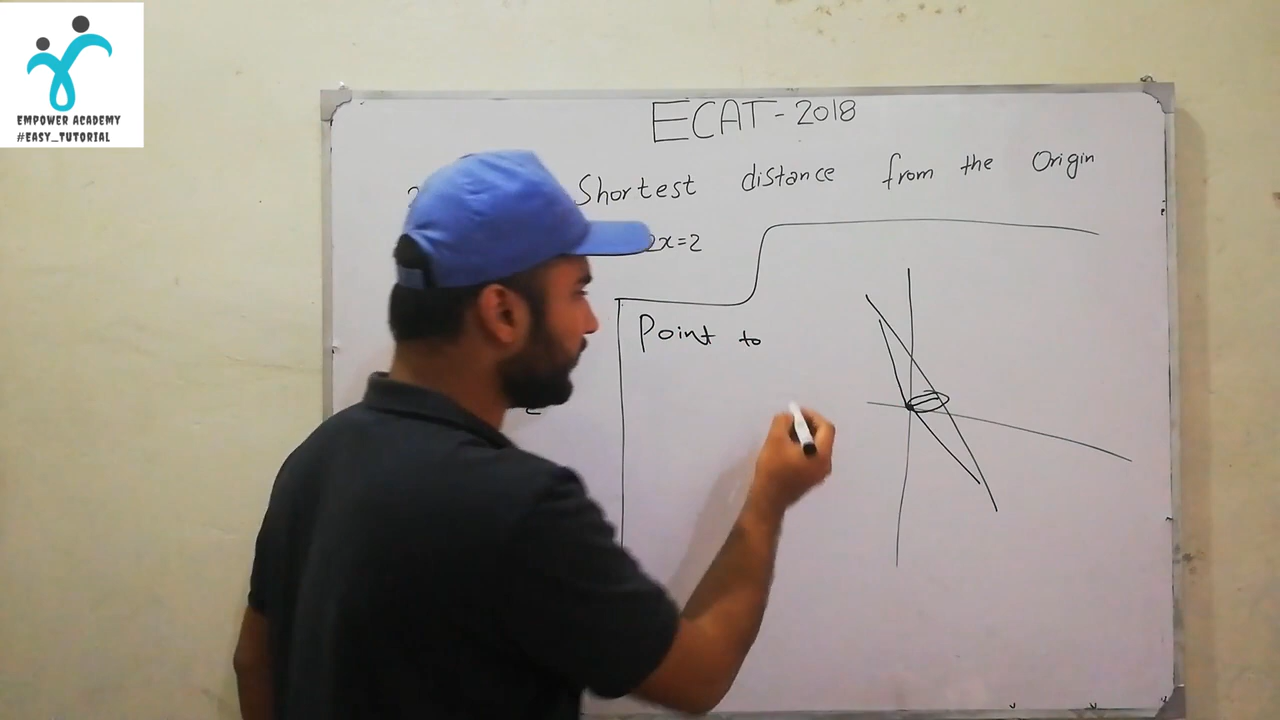 EMPOWER ACADEMY
#EASY_TUTORIAL
ECAT-2018
Shortest distance from the Origin
2x=2
Point to